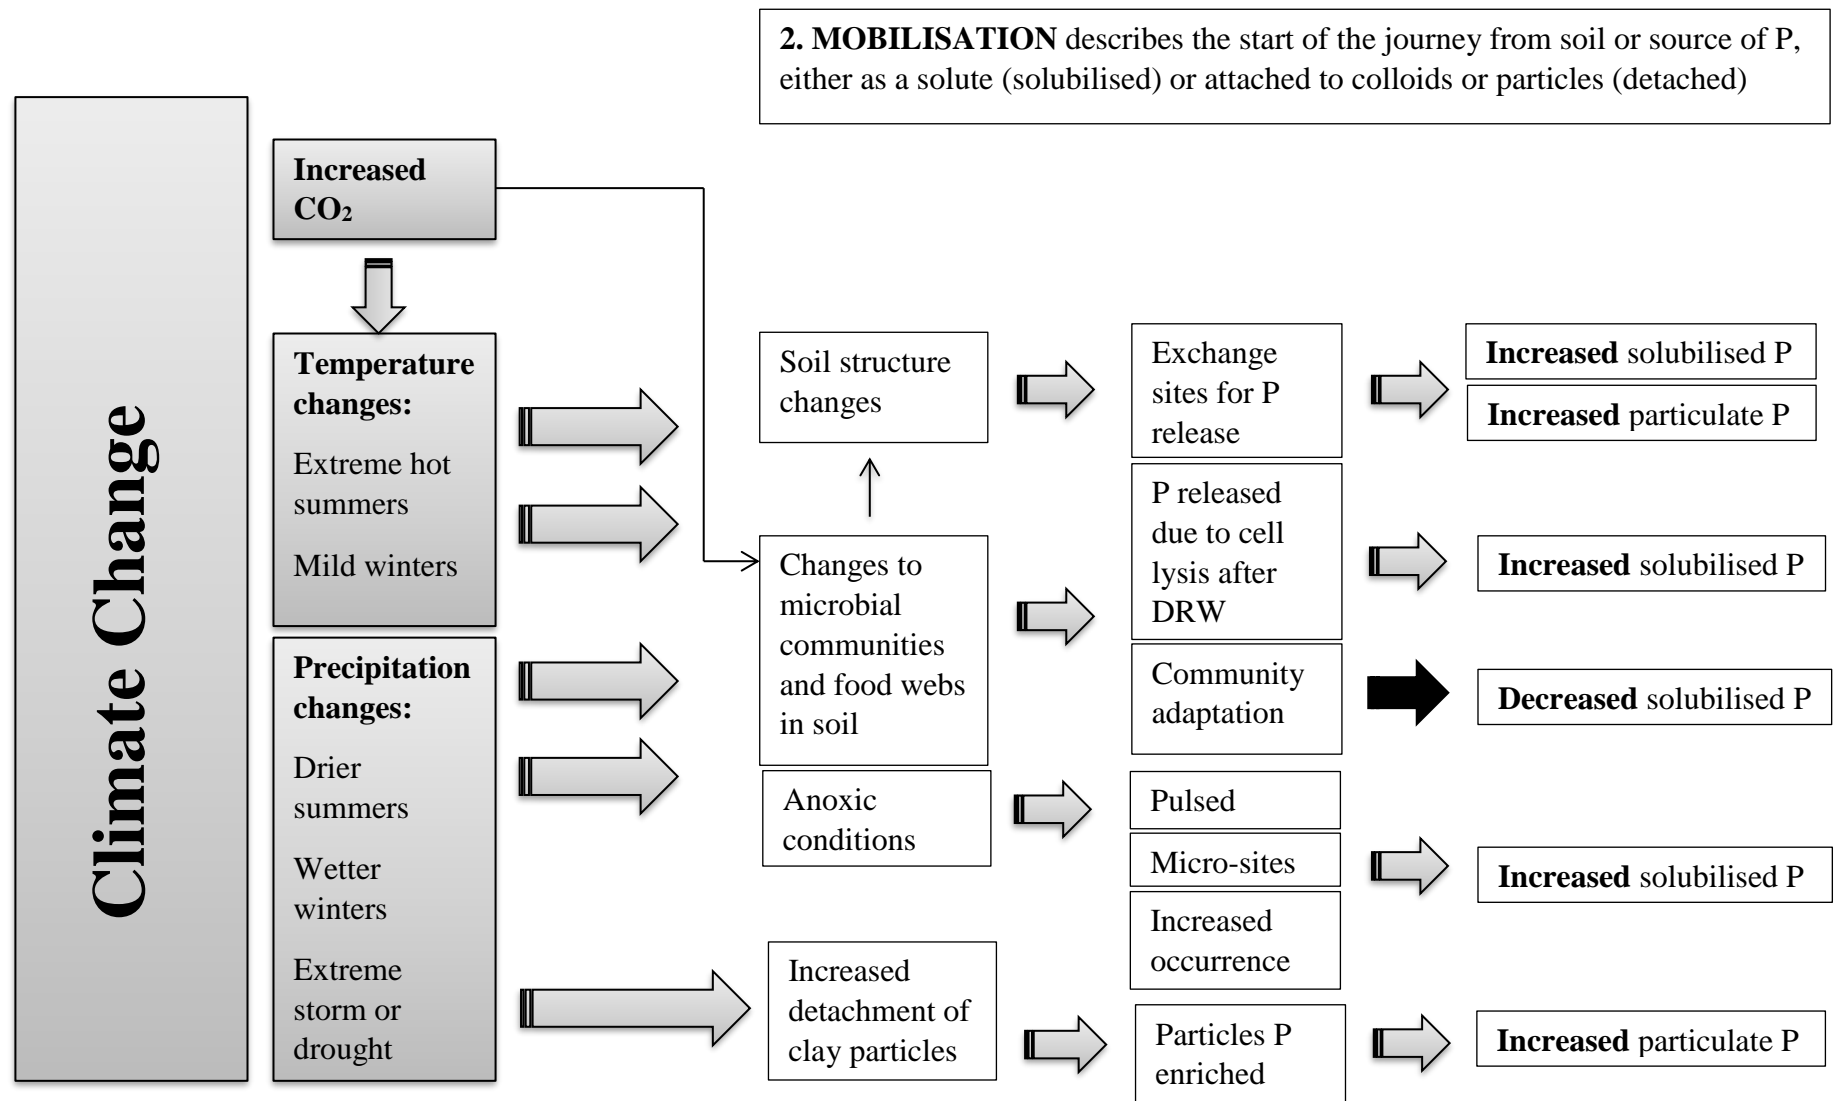 2. MOBILISATION describes the start of the journey from soil or source of P,
either as a solute (solubilised) or attached to colloids or particles (detached)
Climate Change
Increased
CO₂
Temperature
changes:
Extreme hot
summers
Mild winters
Precipitation
changes:
Drier
summers
Wetter
winters
Extreme
storm or
drought
Soil structure
changes
Changes to
microbial
communities
and food webs
in soil
Anoxic
conditions
Increased
detachment of
clay particles
Exchange
sites for P
release
P released
due to cell
lysis after
DRW
Community
adaptation
Pulsed
Micro-sites
Increased
occurrence
Particles P
enriched
Increased solubilised P
Increased particulate P
Increased solubilised P
Decreased solubilised P
Increased solubilised P
Increased particulate P